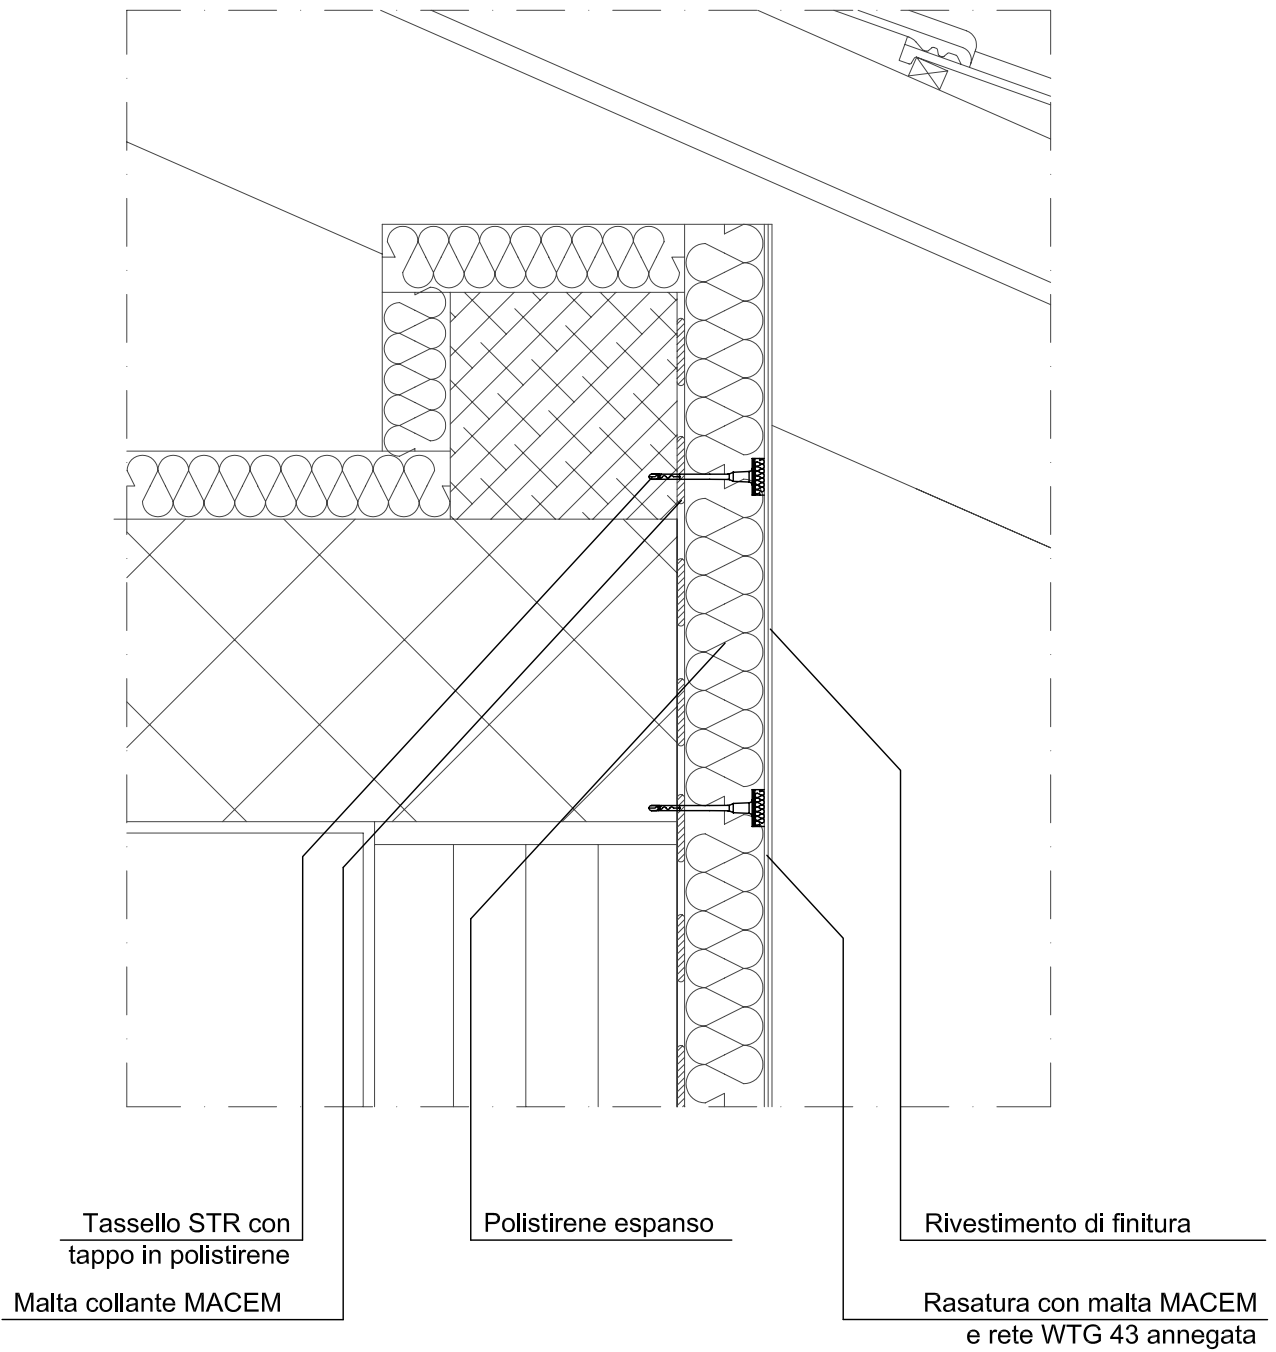 Tassello STR con
tappo in polistirene
Malta collante MACEM
Polistirene espanso
Rivestimento di finitura
Rasatura con malta MACEM
e rete WTG 43 annegata